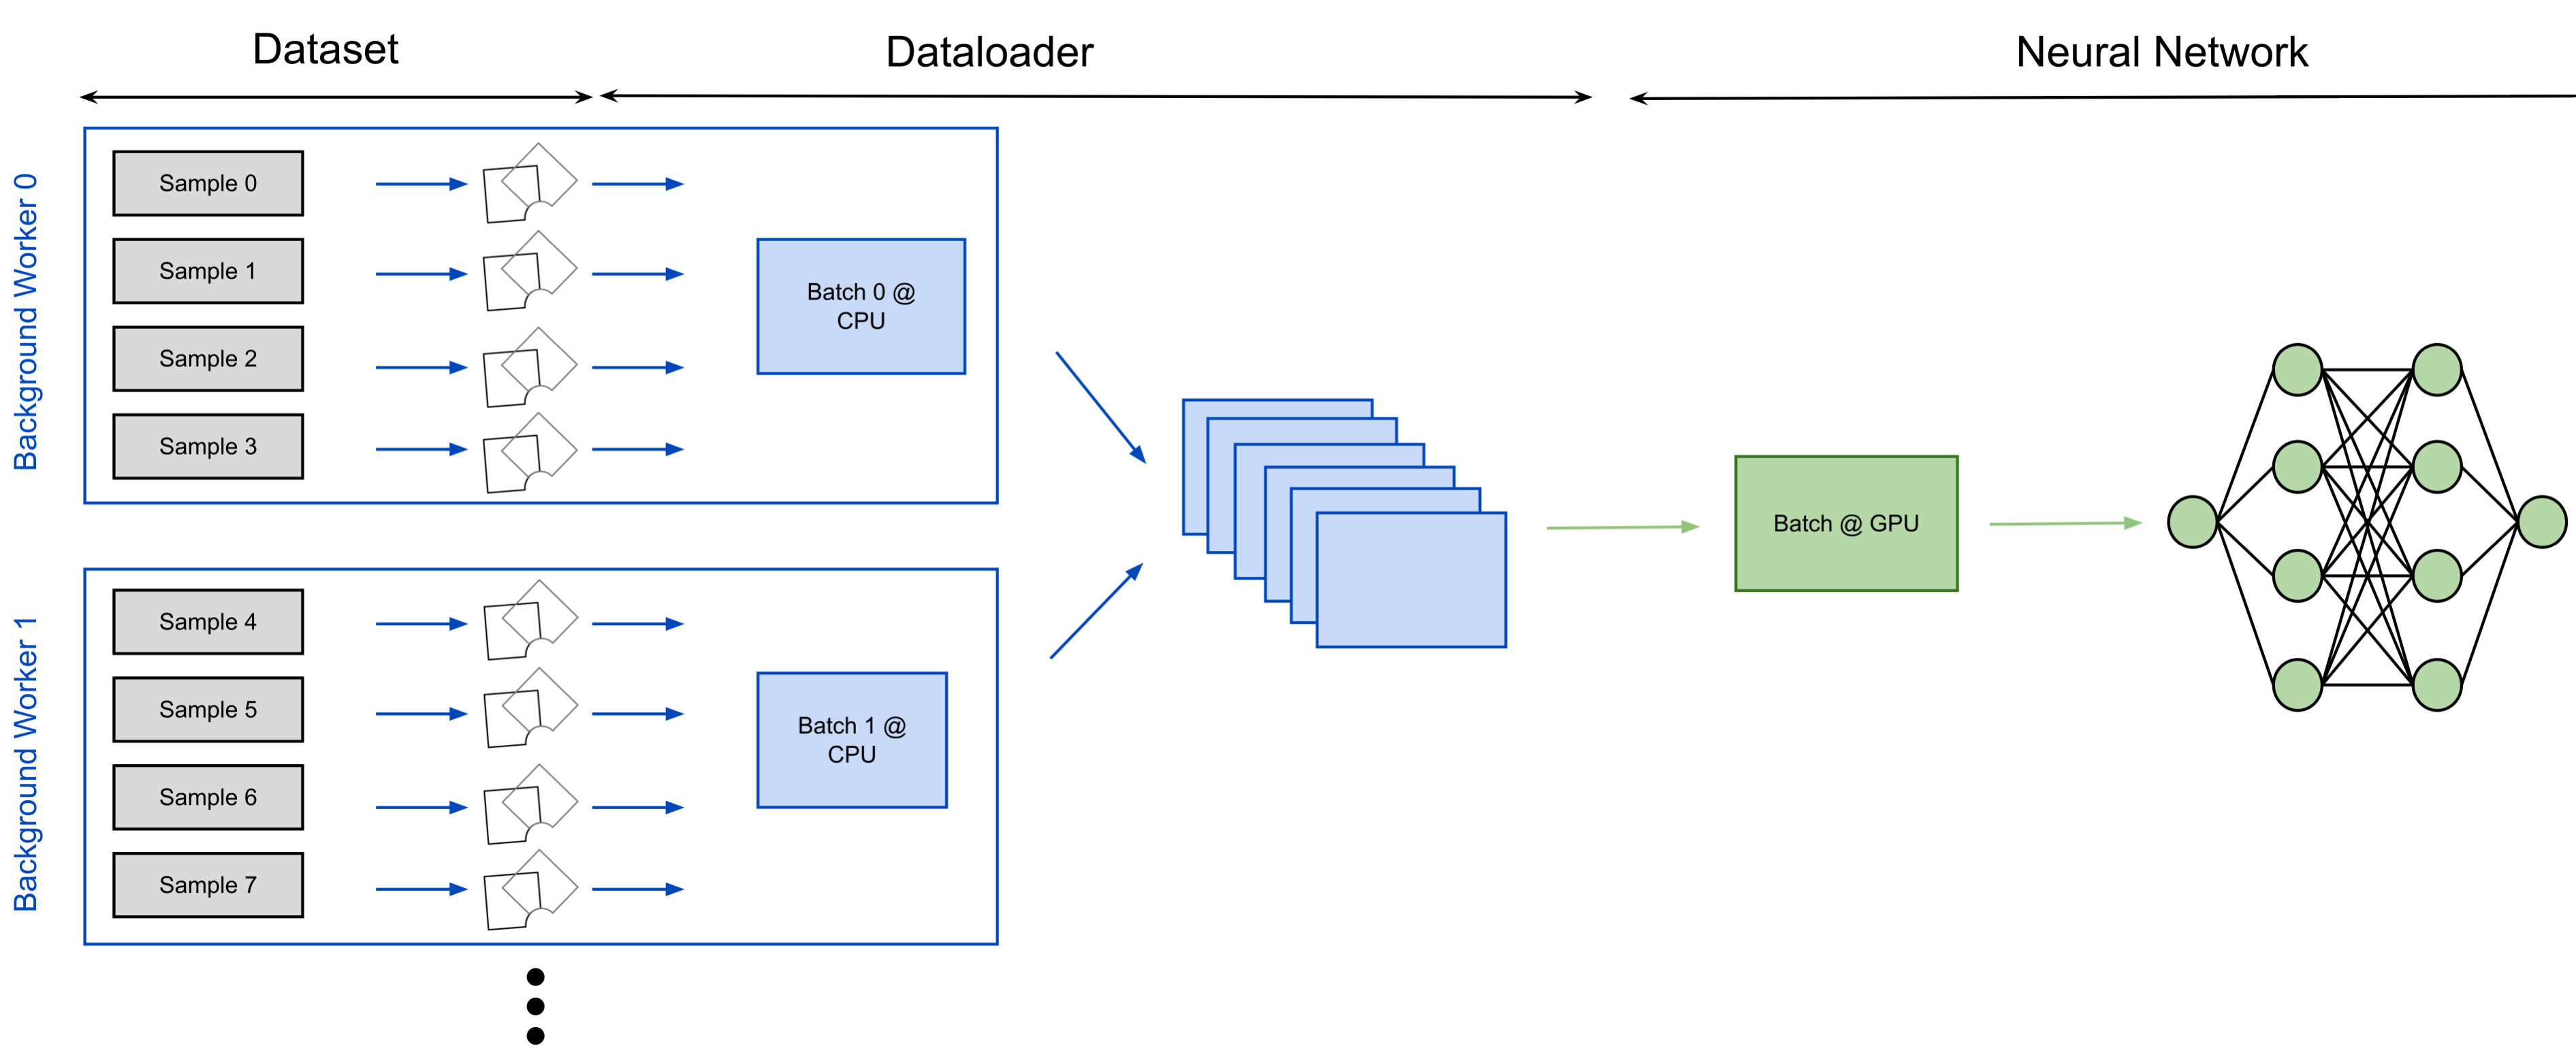 Dataset
Dataloader
Neural Network
Background Worker 0
Sample 0
Sample 1
Sample 2
Sample 3
Batch 0 @
CPU
Background Worker 1
Sample 4
Sample 5
Sample 6
Sample 7
Batch 1 @
CPU
Batch @ GPU